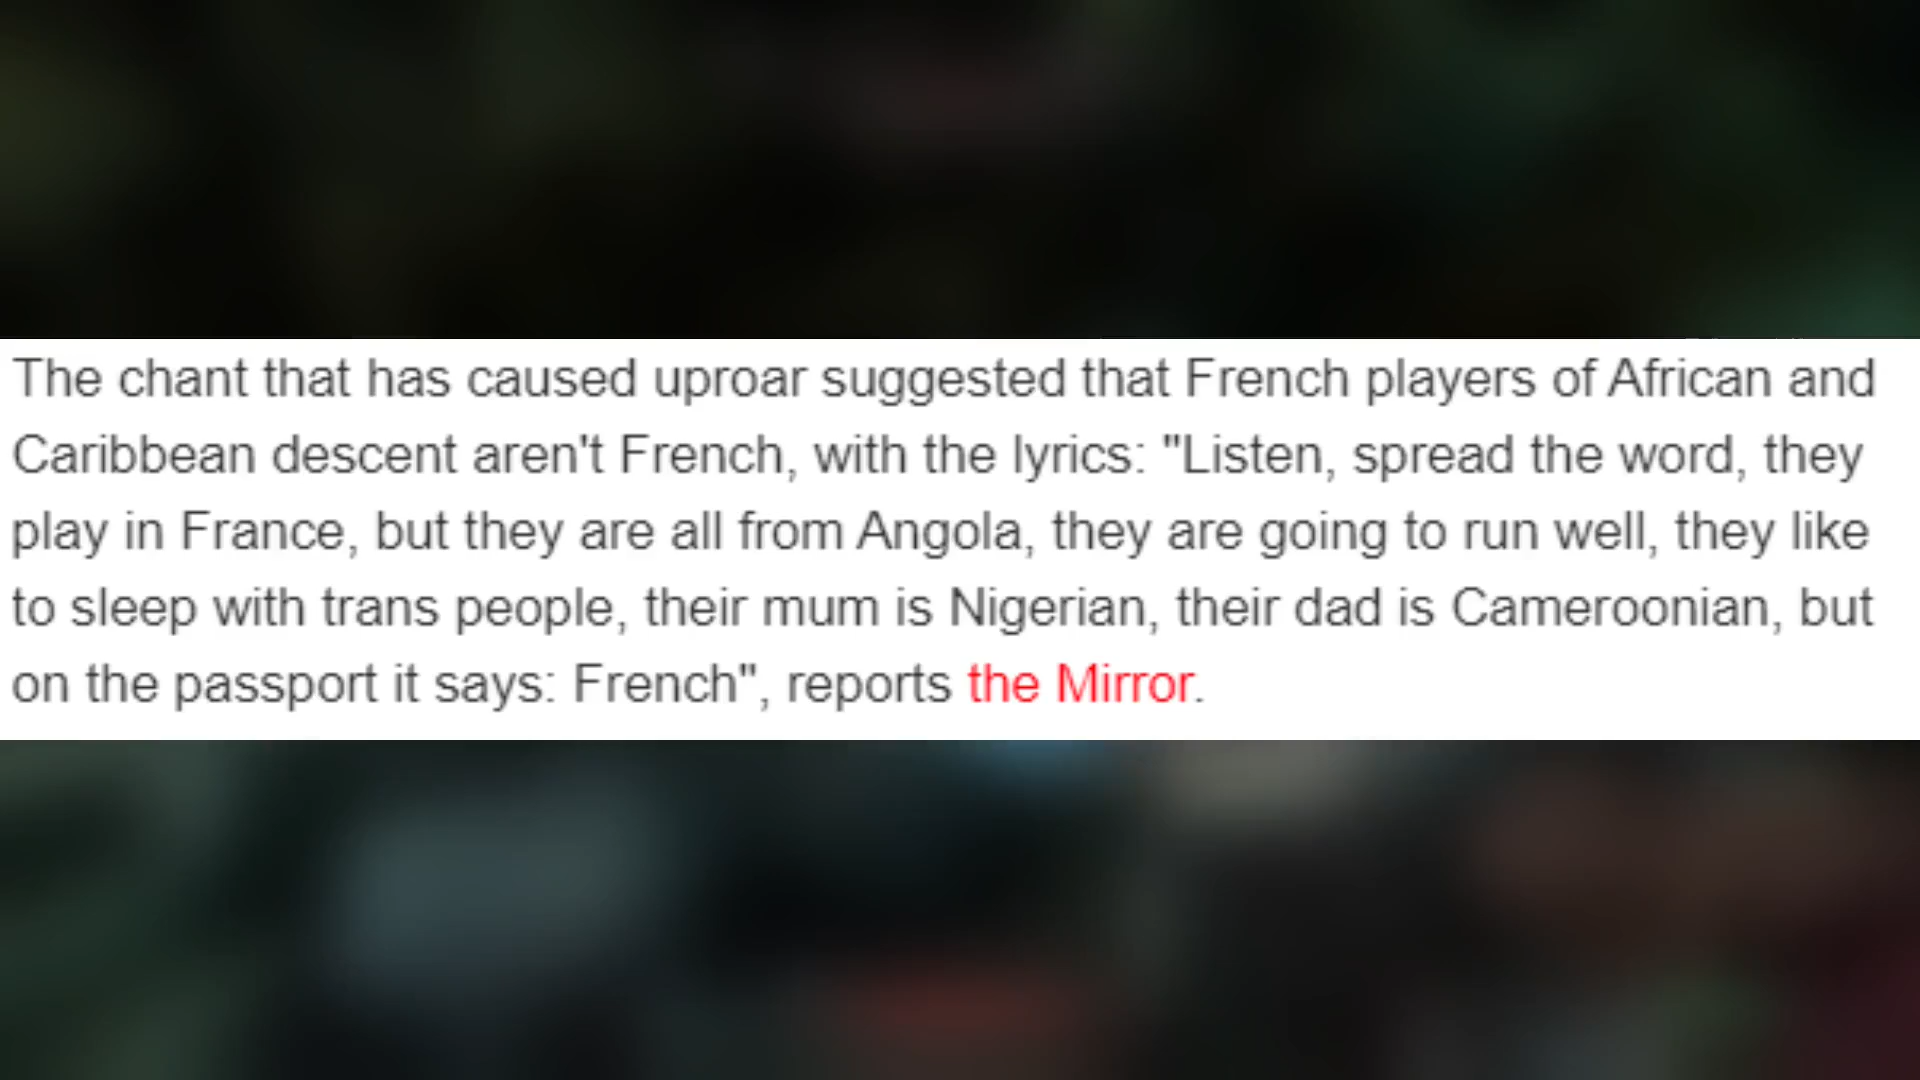 The chant that has caused uproar suggested that French players of African and
Caribbean descent aren't French, with the lyrics: "Listen, spread the word, they
play in France, but they are all from Angola, they are going to run well, they like
to sleep with trans people, their mum is Nigerian, their dad is Cameroonian, but
on the passport it says: French", reports the Mirror.